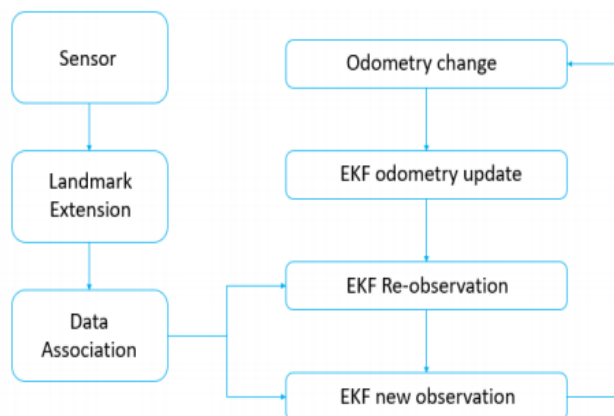 Sensor
Landmark
Extension
Data
Association
Odometry change
EKF odometry update
EKF Re-observation
EKF new observation